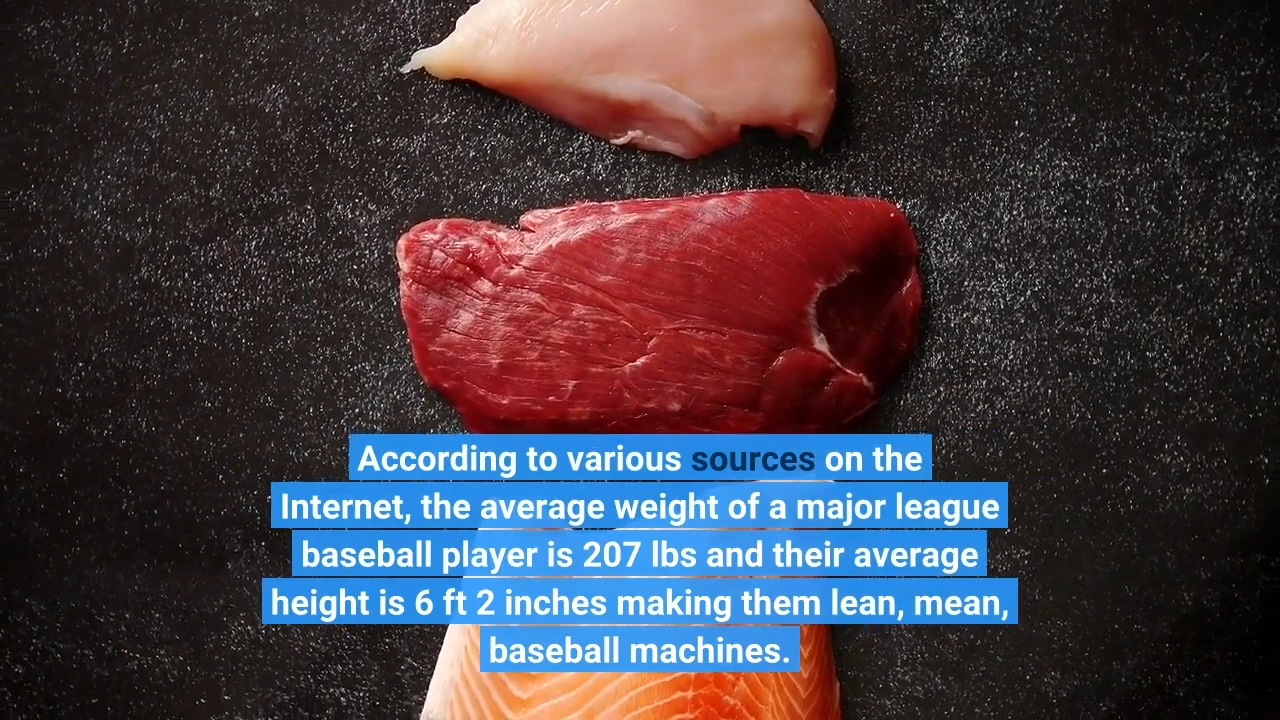 According to various sources on the
Internet, the average weight of a major league
baseball player is 207 lbs and their average
height is 6 ft 2 inches making them lean, mean,
baseball machines.